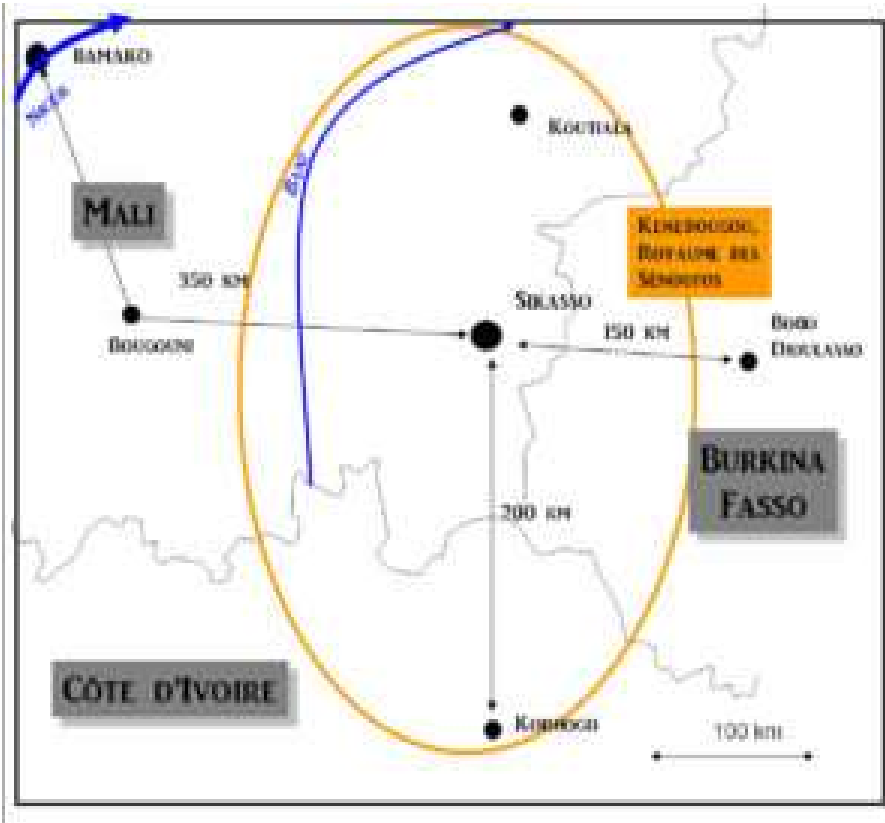 BAMAKO
NIGER
KOUTIALA
BANI
MALI
KENEDOUGOU,
ROYAUME DES
SENOUFOS
350 KM
SIKASSO
BOUGOUNI
150 KM
BOBO
DIOULASSO
BURKINA
FASSO
200 KM
CÔTE D'IVOIRE
KORHOGO
100 km